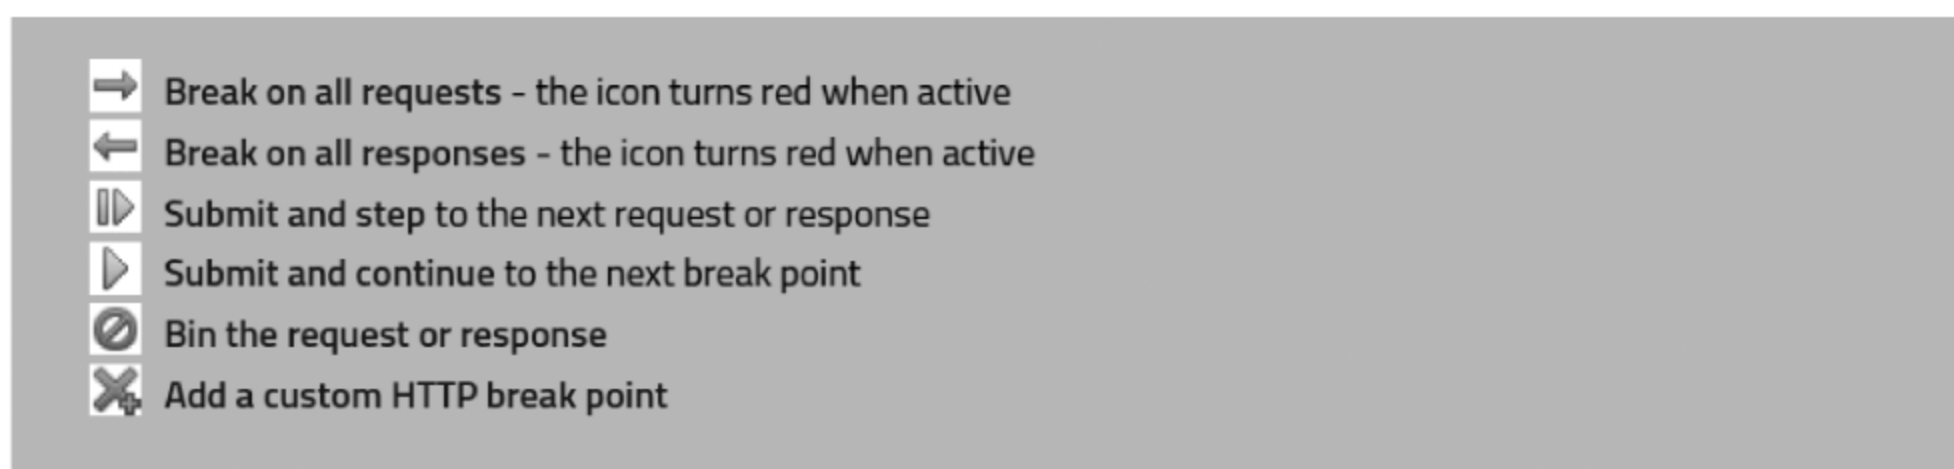 Break on all requests - the icon turns red when active
Break on all responses - the icon turns red when active
Submit and step to the next request or response
Submit and continue to the next break point
Bin the request or response
Add a custom HTTP break point